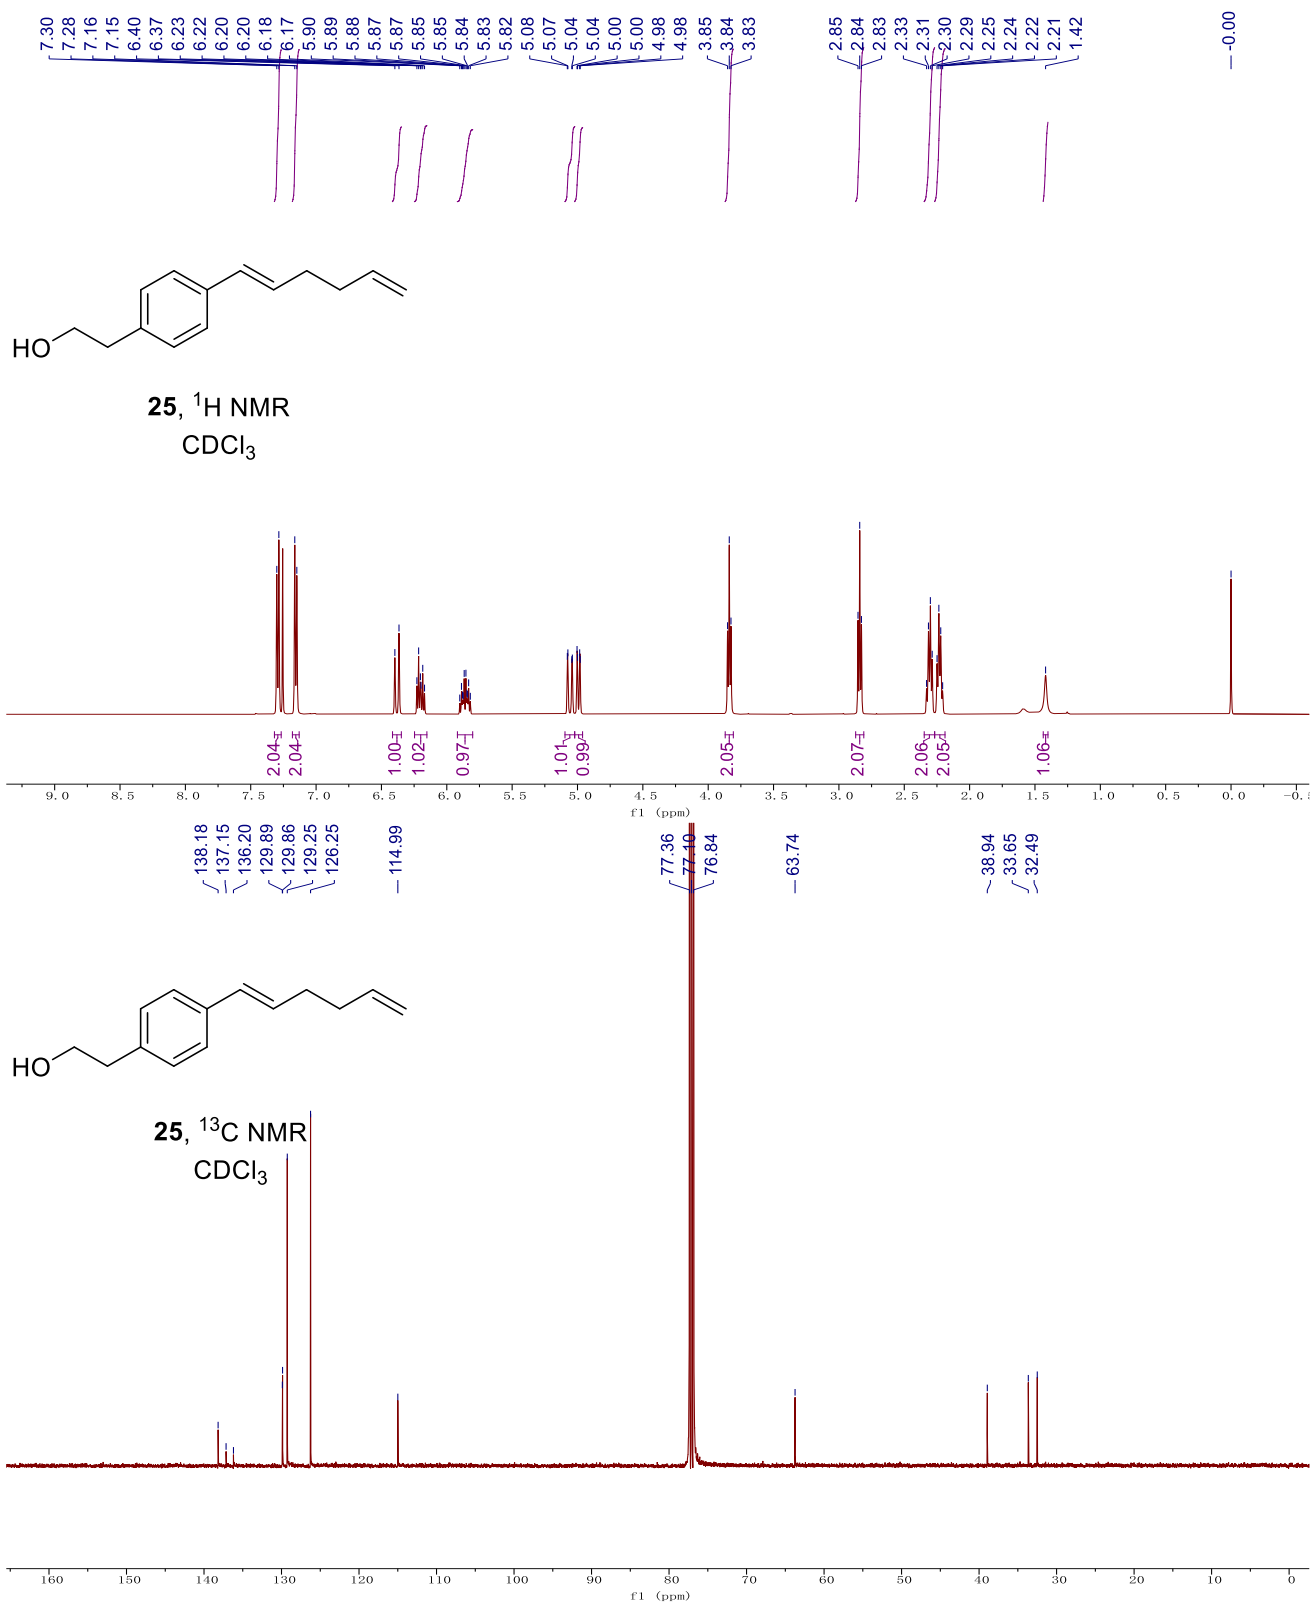 7.30 7.28 7.16 7.15 6.40 6.37 6.23 6.22 6.20 6.20 6.18 6.17 5.90 5.89 5.88 5.87 5.87 5.85 5.85 5.84 5.83 5.82 5.08 5.07 5.04 5.04 5.00 5.00 4.98 4.98 3.85 3.84 3.83 2.85 2.84 2.83 2.33 2.31 2.30 2.29 2.25 2.24 2.22 2.21 1.42 -0.00
HO
25, ¹H NMR
CDCl₃
2.04 2.04 1.00 1.02 0.97 1.01 0.99 2.05 2.07 2.06 2.05 1.06
9.0 8.5 8.0 7.5 7.0 6.5 6.0 5.5 5.0 4.5 4.0 3.5 3.0 2.5 2.0 1.5 1.0 0.5 0.0
f1 (ppm)
138.18 137.15 136.20 129.89 129.86 129.25 126.25 114.99 77.36 77.10 76.84 63.74 38.94 33.65 32.49
HO
25, ¹³C NMR
CDCl₃
160 150 140 130 120 110 100 90 80 70 60 50 40 30 20 10 0
f1 (ppm)